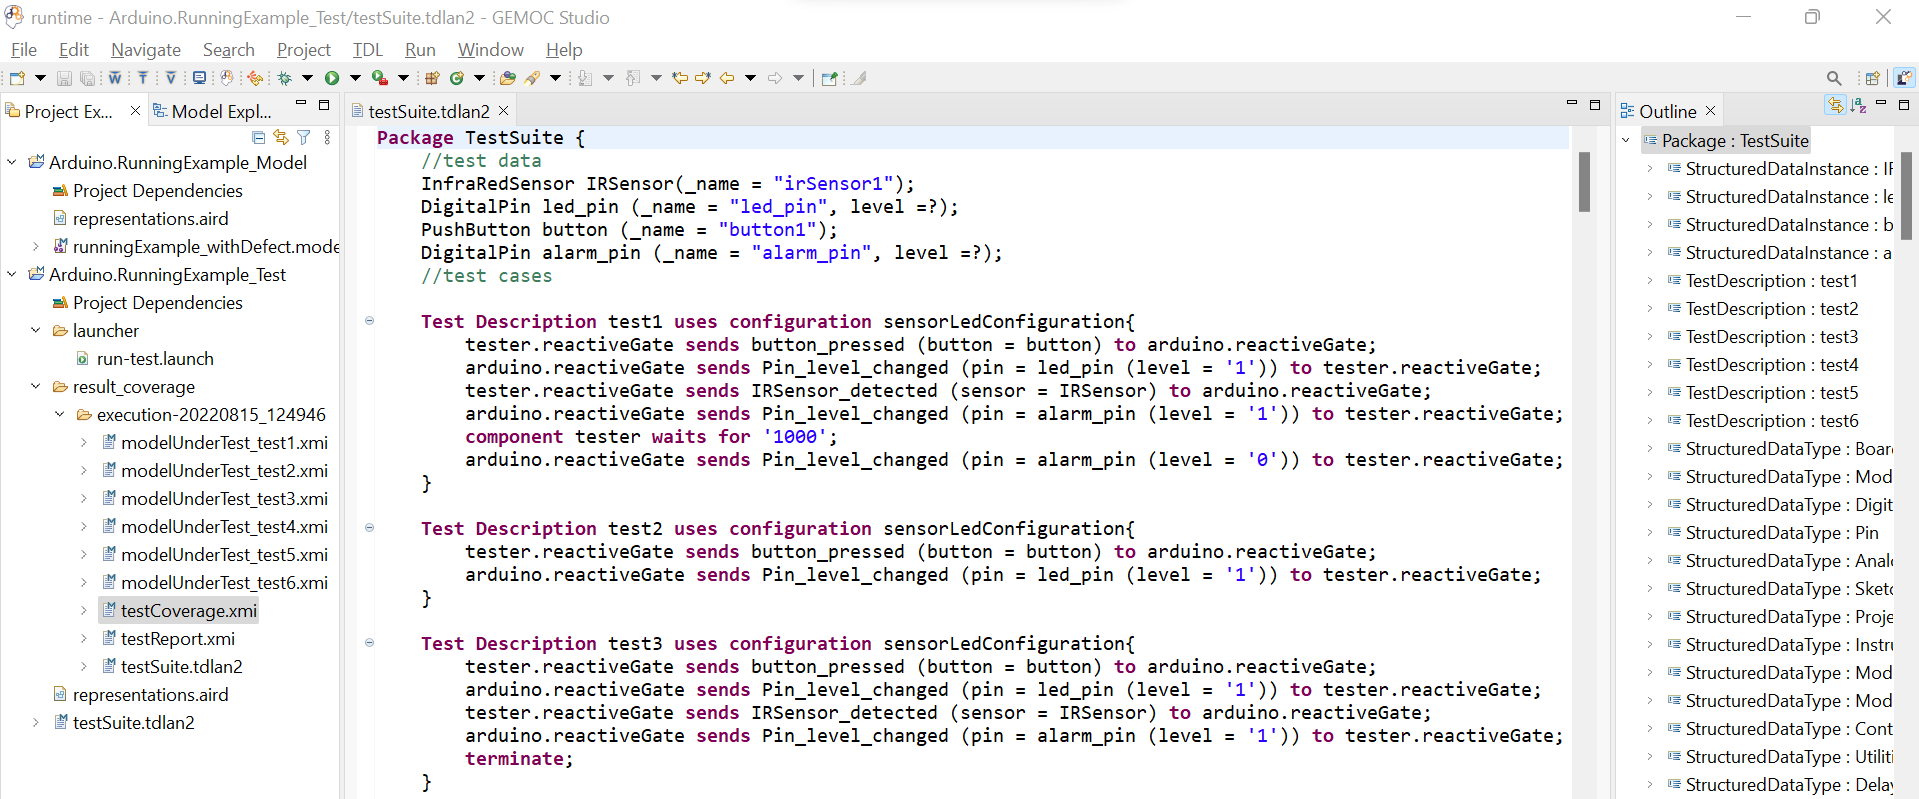 runtime - Arduino.RunningExample_Test/testSuite.tdlan2 - GEMOC Studio
File Edit Navigate Search Project TDL Run Window Help
Project Ex...
Model Expl...
Arduino.RunningExample_Model
Project Dependencies
representations.aird
runningExample_withDefect.mode
Arduino.RunningExample_Test
Project Dependencies
launcher
run-test.launch
result_coverage
execution-20220815_124946
modelUnderTest_test1.xmi
modelUnderTest_test2.xmi
modelUnderTest_test3.xmi
modelUnderTest_test4.xmi
modelUnderTest_test5.xmi
modelUnderTest_test6.xmi
testCoverage.xmi
testReport.xmi
testSuite.tdlan2
representations.aird
testSuite.tdlan2
testSuite.tdlan2
Package TestSuite {
//test data
InfraRedSensor IRSensor(_name = "irSensor1");
DigitalPin led_pin (_name = "led_pin", level =?);
PushButton button (_name = "button1");
DigitalPin alarm_pin (_name = "alarm_pin", level =?);
//test cases
Test Description test1 uses configuration sensorLedConfiguration{
tester.reactiveGate sends button_pressed (button = button) to arduino.reactiveGate;
arduino.reactiveGate sends Pin_level_changed (pin = led_pin (level = '1')) to tester.reactiveGate;
tester.reactiveGate sends IRSensor_detected (sensor = IRSensor) to arduino.reactiveGate;
arduino.reactiveGate sends Pin_level_changed (pin = alarm_pin (level = '1')) to tester.reactiveGate;
component tester waits for '1000';
arduino.reactiveGate sends Pin_level_changed (pin = alarm_pin (level = '0')) to tester.reactiveGate;
}
Test Description test2 uses configuration sensorLedConfiguration{
tester.reactiveGate sends button_pressed (button = button) to arduino.reactiveGate;
arduino.reactiveGate sends Pin_level_changed (pin = led_pin (level = '1')) to tester.reactiveGate;
}
Test Description test3 uses configuration sensorLedConfiguration{
tester.reactiveGate sends button_pressed (button = button) to arduino.reactiveGate;
arduino.reactiveGate sends Pin_level_changed (pin = led_pin (level = '1')) to tester.reactiveGate;
tester.reactiveGate sends IRSensor_detected (sensor = IRSensor) to arduino.reactiveGate;
arduino.reactiveGate sends Pin_level_changed (pin = alarm_pin (level = '1')) to tester.reactiveGate;
terminate;
}
Outline
Package : TestSuite
StructuredDataInstance : IR
StructuredDataInstance : le
StructuredDataInstance : b
StructuredDataInstance : a
TestDescription : test1
TestDescription : test2
TestDescription : test3
TestDescription : test4
TestDescription : test5
TestDescription : test6
StructuredDataType : Board
StructuredDataType : Mod
StructuredDataType : Digit
StructuredDataType : Pin
StructuredDataType : Analo
StructuredDataType : Sketc
StructuredDataType : Proje
StructuredDataType : Instru
StructuredDataType : Mod
StructuredDataType : Mod
StructuredDataType : Cont
StructuredDataType : Utiliti
StructuredDataType : Delay